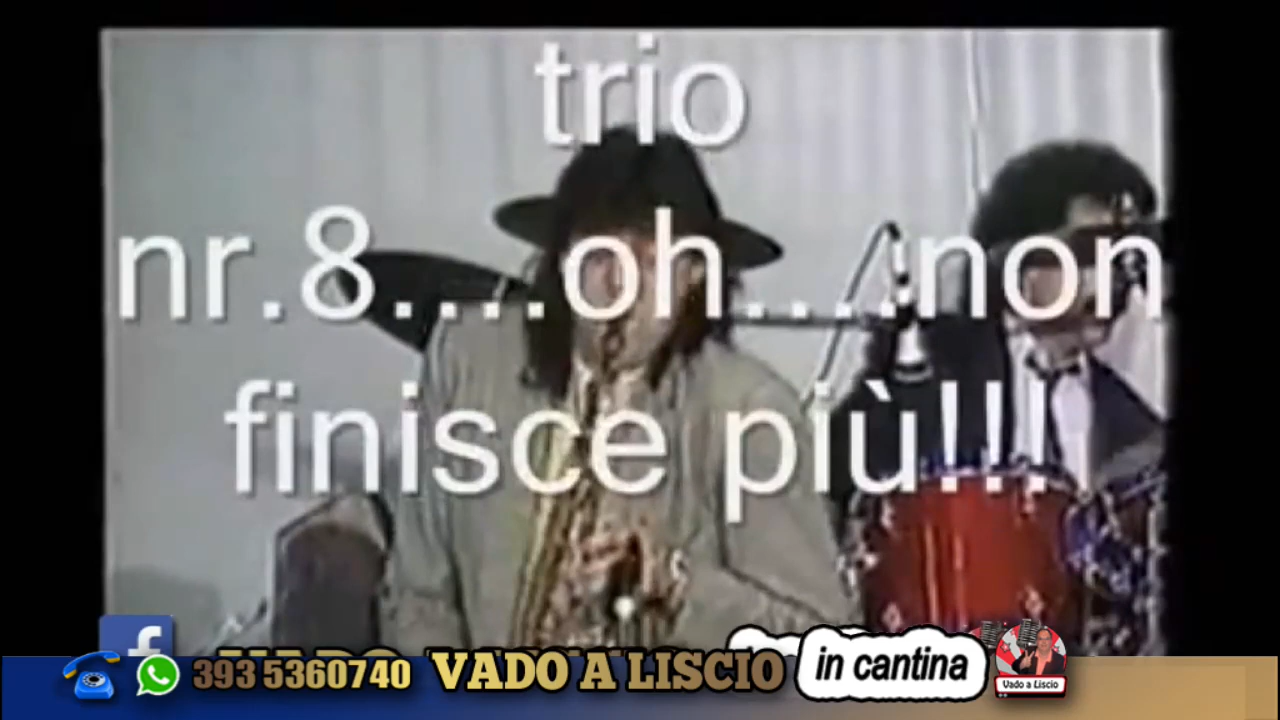 trio
nr.8....oh....non
finisce più!!!!
f
393 5360740 VADO A LISCIO in cantina
Vado a Liscio